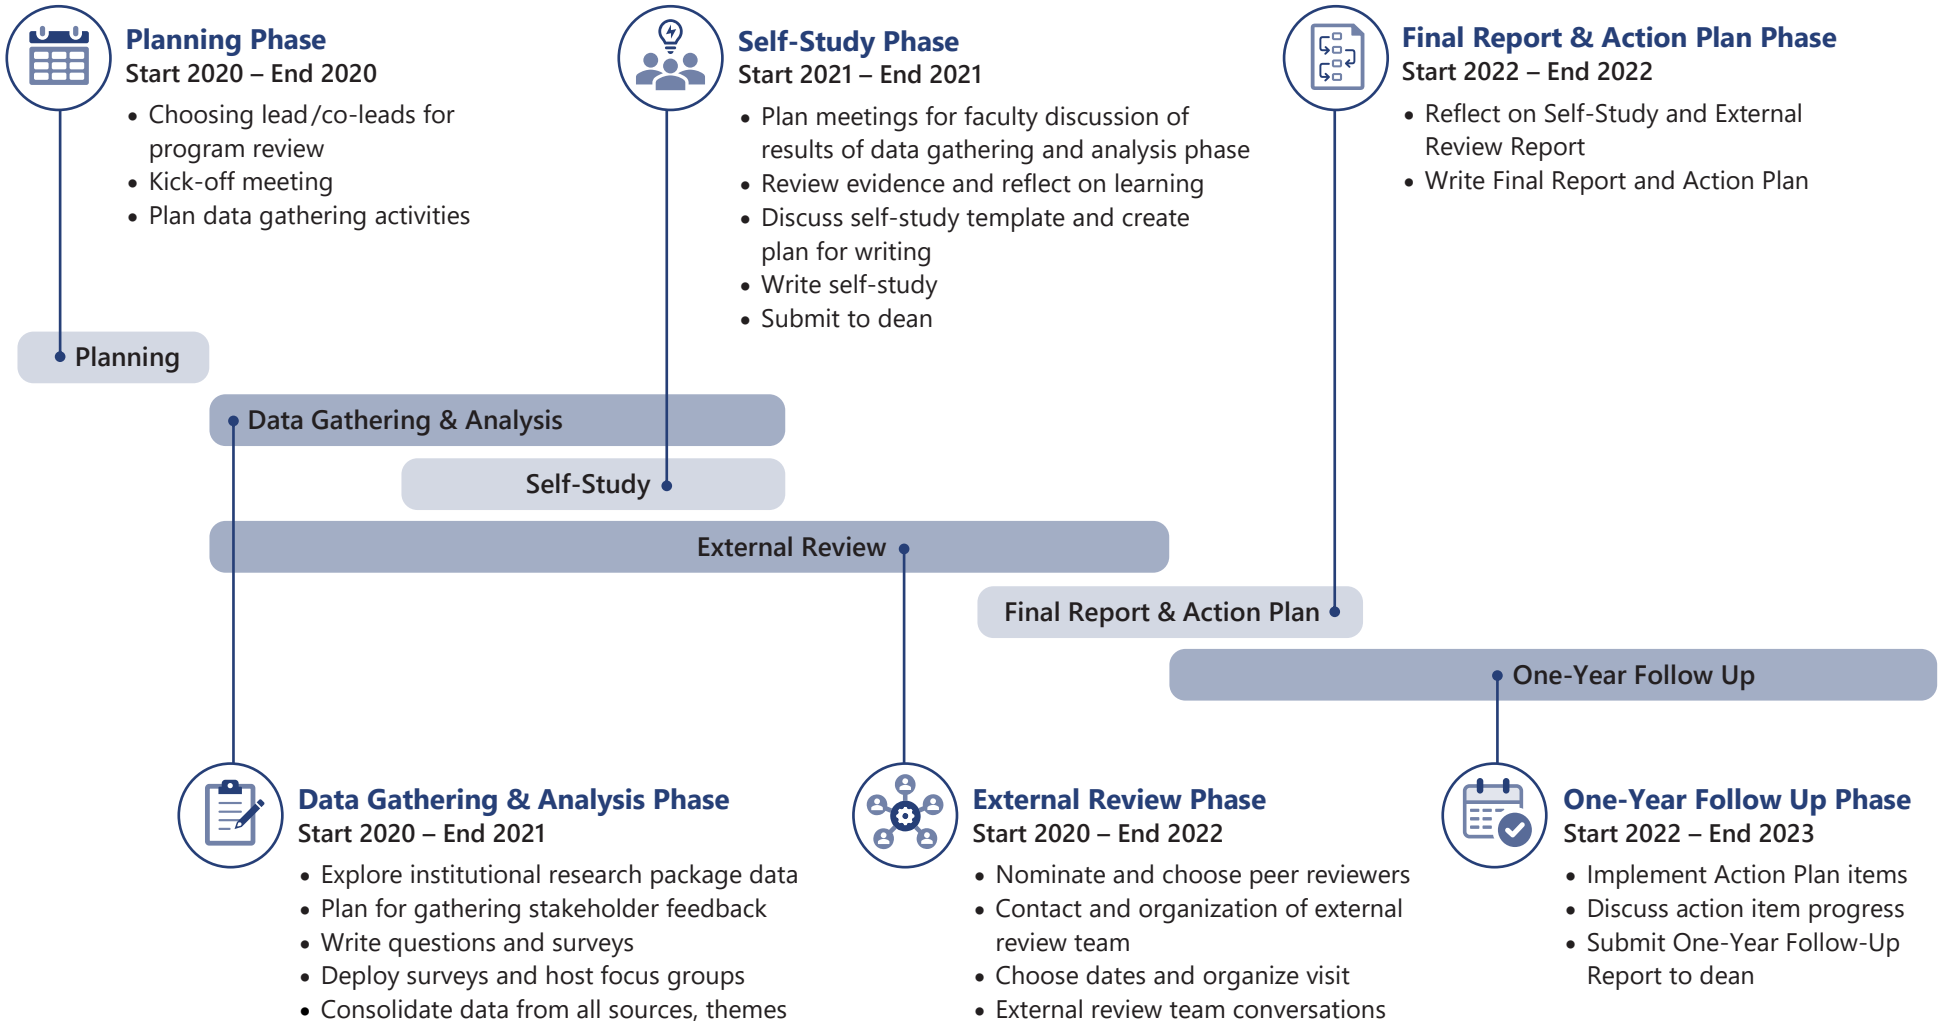 Planning Phase
Start 2020 – End 2020
• Choosing lead/co-leads for
program review
• Kick-off meeting
• Plan data gathering activities
Self-Study Phase
Start 2021 – End 2021
• Plan meetings for faculty discussion of
results of data gathering and analysis phase
• Review evidence and reflect on learning
• Discuss self-study template and create
plan for writing
• Write self-study
• Submit to dean
Final Report & Action Plan Phase
Start 2022 – End 2022
• Reflect on Self-Study and External
Review Report
• Write Final Report and Action Plan
Planning
Data Gathering & Analysis
Self-Study
External Review
Final Report & Action Plan
One-Year Follow Up
Data Gathering & Analysis Phase
Start 2020 – End 2021
• Explore institutional research package data
• Plan for gathering stakeholder feedback
• Write questions and surveys
• Deploy surveys and host focus groups
• Consolidate data from all sources, themes
External Review Phase
Start 2020 – End 2022
• Nominate and choose peer reviewers
• Contact and organization of external
review team
• Choose dates and organize visit
• External review team conversations
One-Year Follow Up Phase
Start 2022 – End 2023
• Implement Action Plan items
• Discuss action item progress
• Submit One-Year Follow-Up
Report to dean